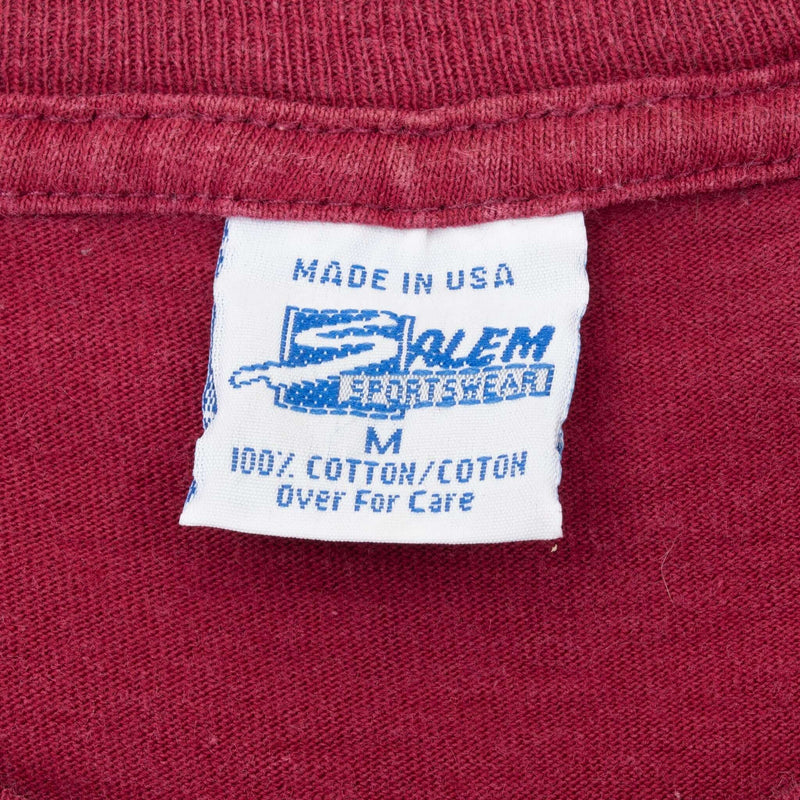 MADE IN USA
SALEM
SPORTSWEAR
M
100% COTTON/COTON
Over For Care